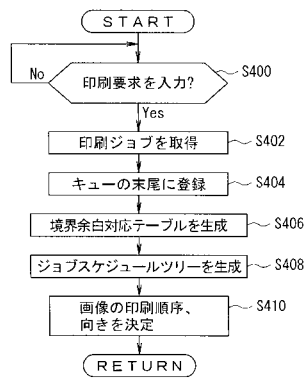 START
No
印刷要求を入力?
S400
Yes
印刷ジョブを取得
S402
キューの末尾に登録
S404
境界余白対応テーブルを生成
S406
ジョブスケジュールツリーを生成
S408
画像の印刷順序、
向きを決定
S410
RETURN